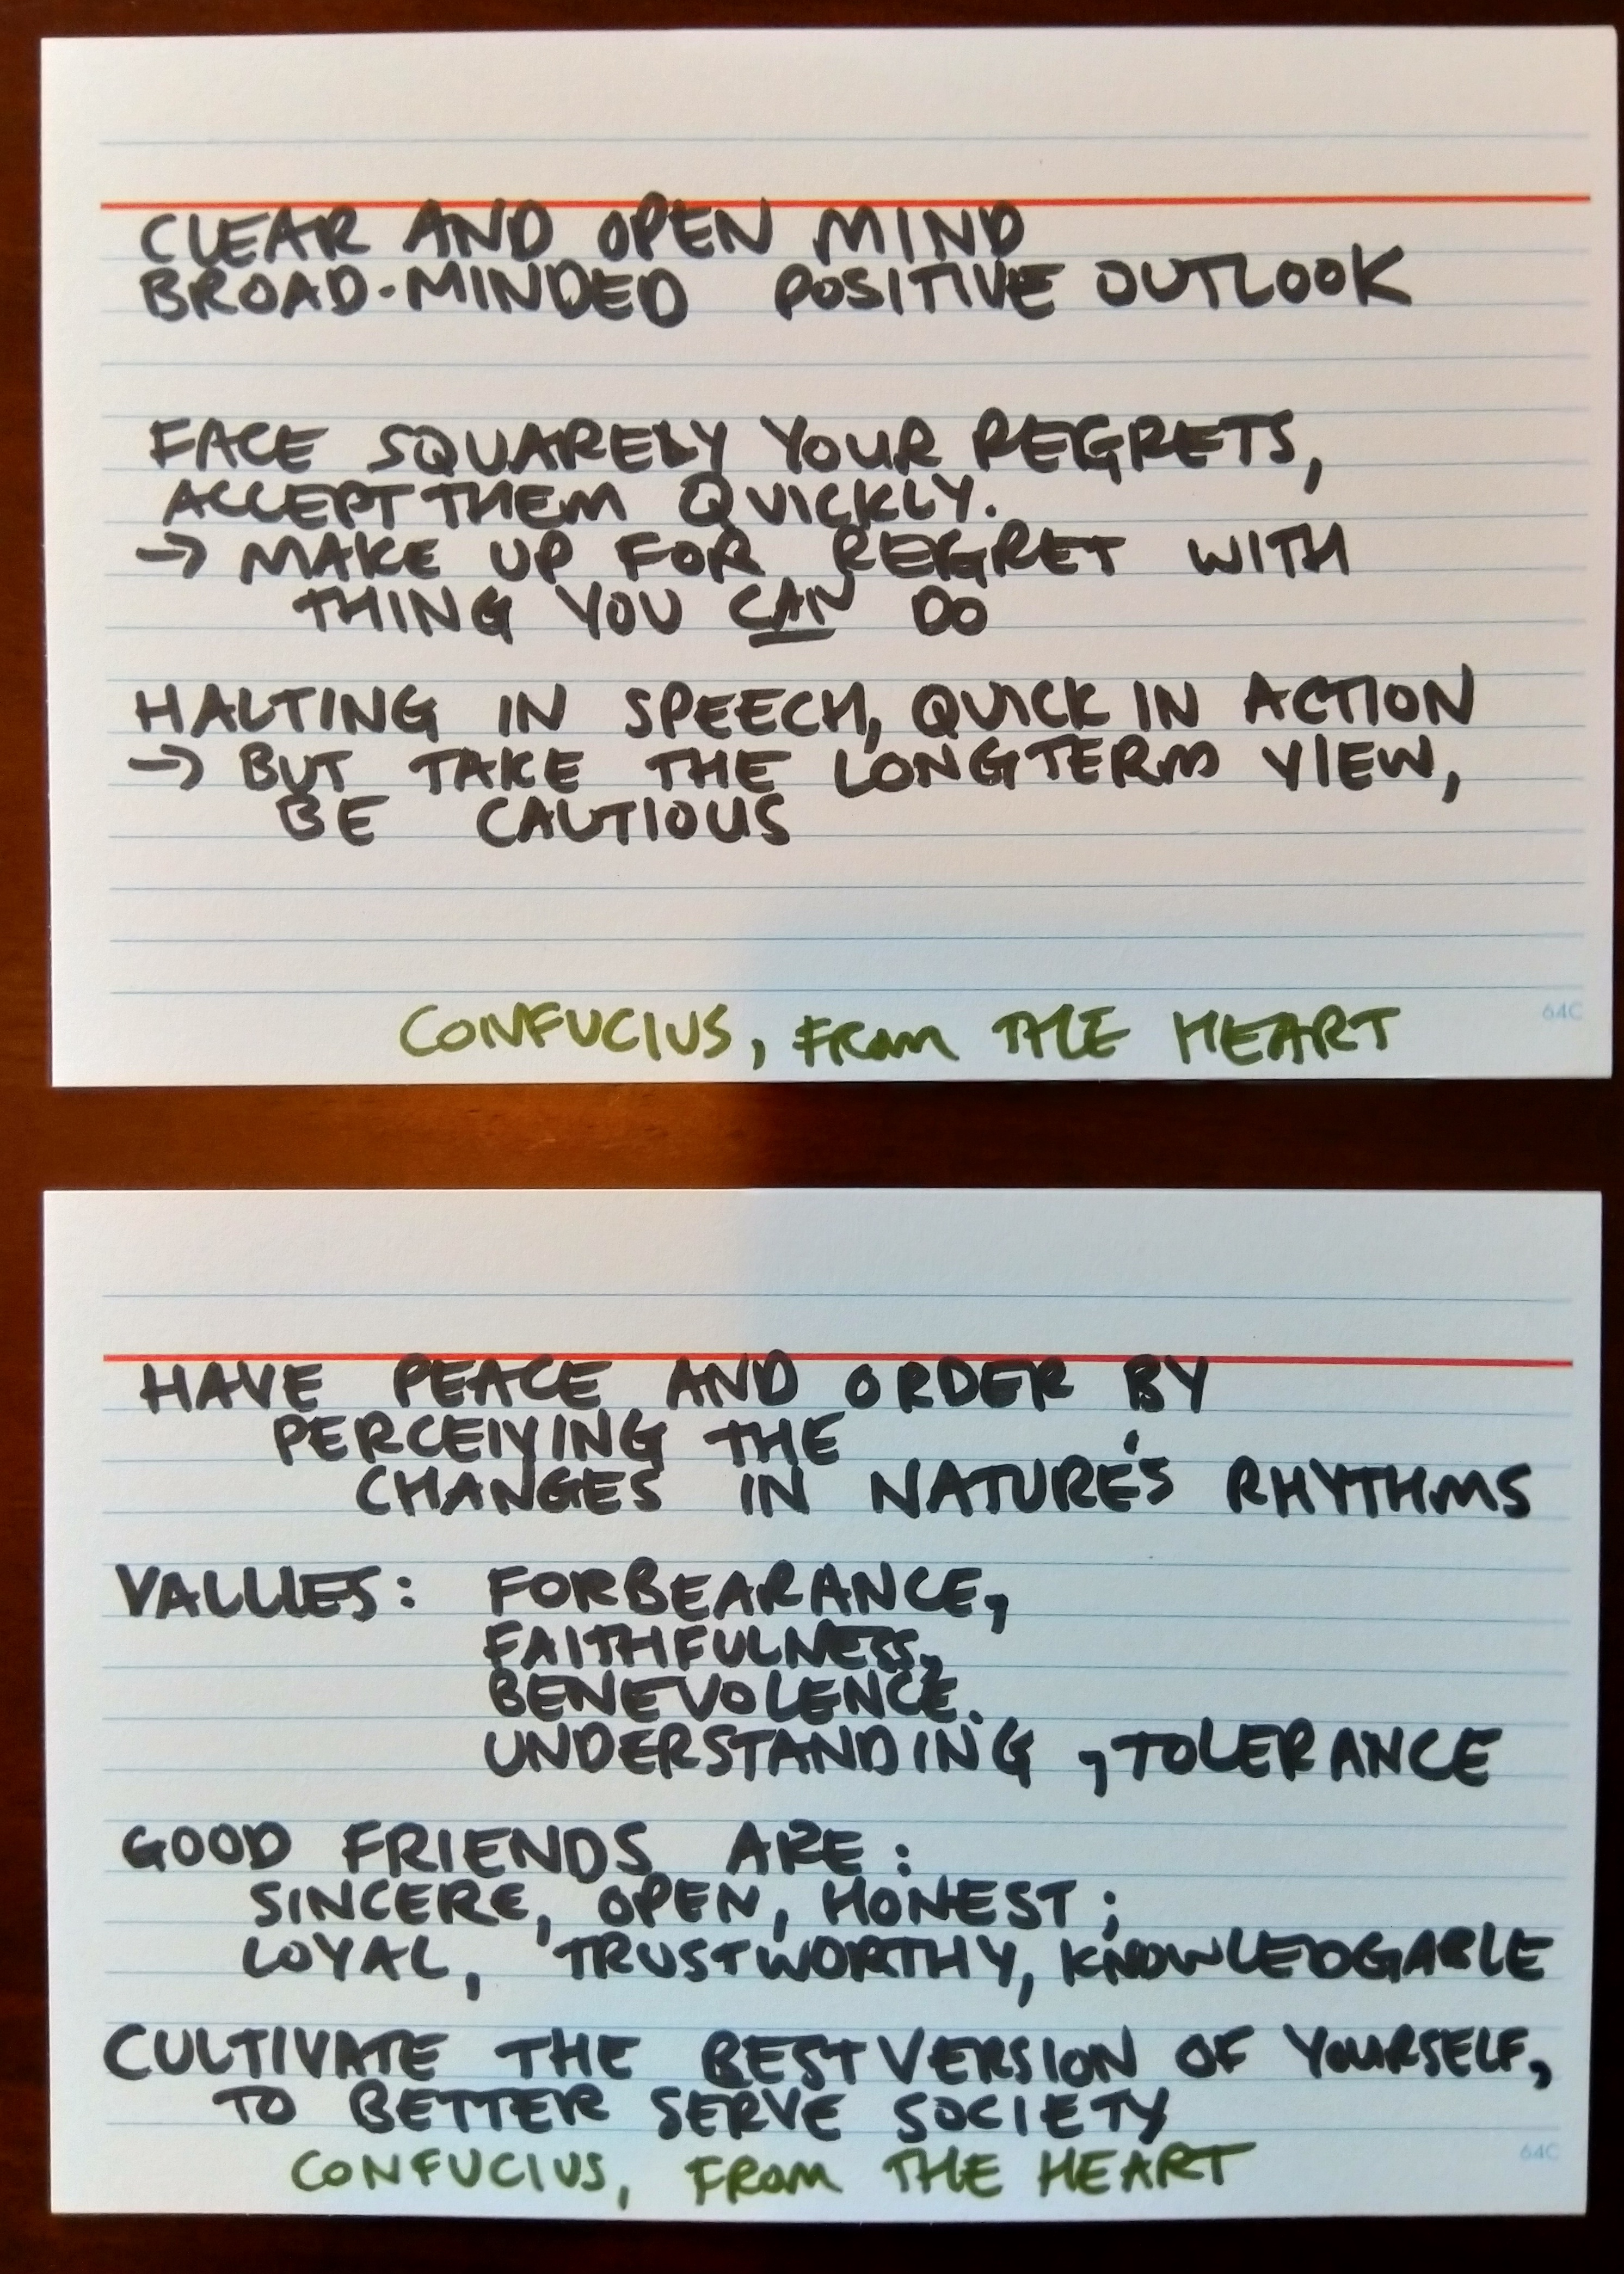 CLEAR AND OPEN MIND
BROAD-MINDED POSITIVE OUTLOOK
FACE SQUARELY YOUR REGRETS,
ACCEPT THEM QUICKLY.
→ MAKE UP FOR REGRET WITH
THING YOU CAN DO
HALTING IN SPEECH, QUICK IN ACTION
→ BUT TAKE THE LONGTERM VIEW,
BE CAUTIOUS
CONFUCIUS, FROM THE HEART
64C
HAVE PEACE AND ORDER BY
PERCEIVING THE
CHANGES IN NATURE'S RHYTHMS
VALUES: FORBEARANCE,
FAITHFULNESS,
BENEVOLENCE.
UNDERSTANDING, TOLERANCE
GOOD FRIENDS ARE:
SINCERE, OPEN, HONEST;
LOYAL, TRUSTWORTHY, KNOWLEDGABLE
CULTIVATE THE BEST VERSION OF YOURSELF,
TO BETTER SERVE SOCIETY
64C
CONFUCIUS, FROM THE HEART